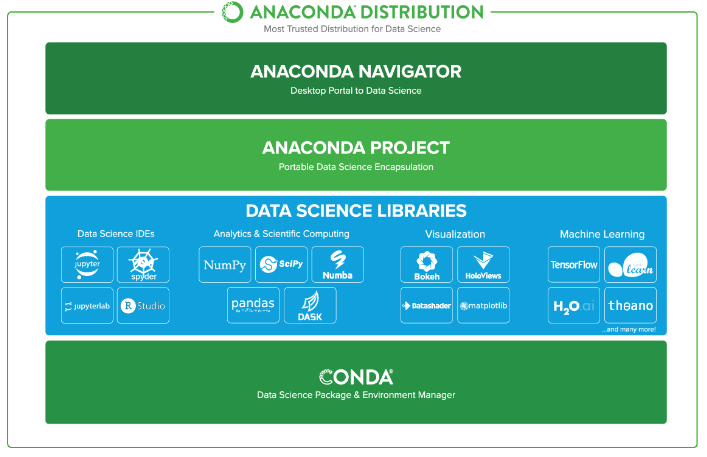 ANACONDA DISTRIBUTION
Most Trusted Distribution for Data Science
ANACONDA NAVIGATOR
Desktop Portal to Data Science
ANACONDA PROJECT
Portable Data Science Encapsulation
DATA SCIENCE LIBRARIES
Data Science IDEs
Analytics & Scientific Computing
Visualization
Machine Learning
jupyter
spyder
NumPy
SciPy
Numba
Bokeh
HoloViews
TensorFlow
learn
jupyterlab
R Studio
pandas
DASK
Datashader
matplotlib
H2O.ai
theano
...and many more!
CONDA®
Data Science Package & Environment Manager